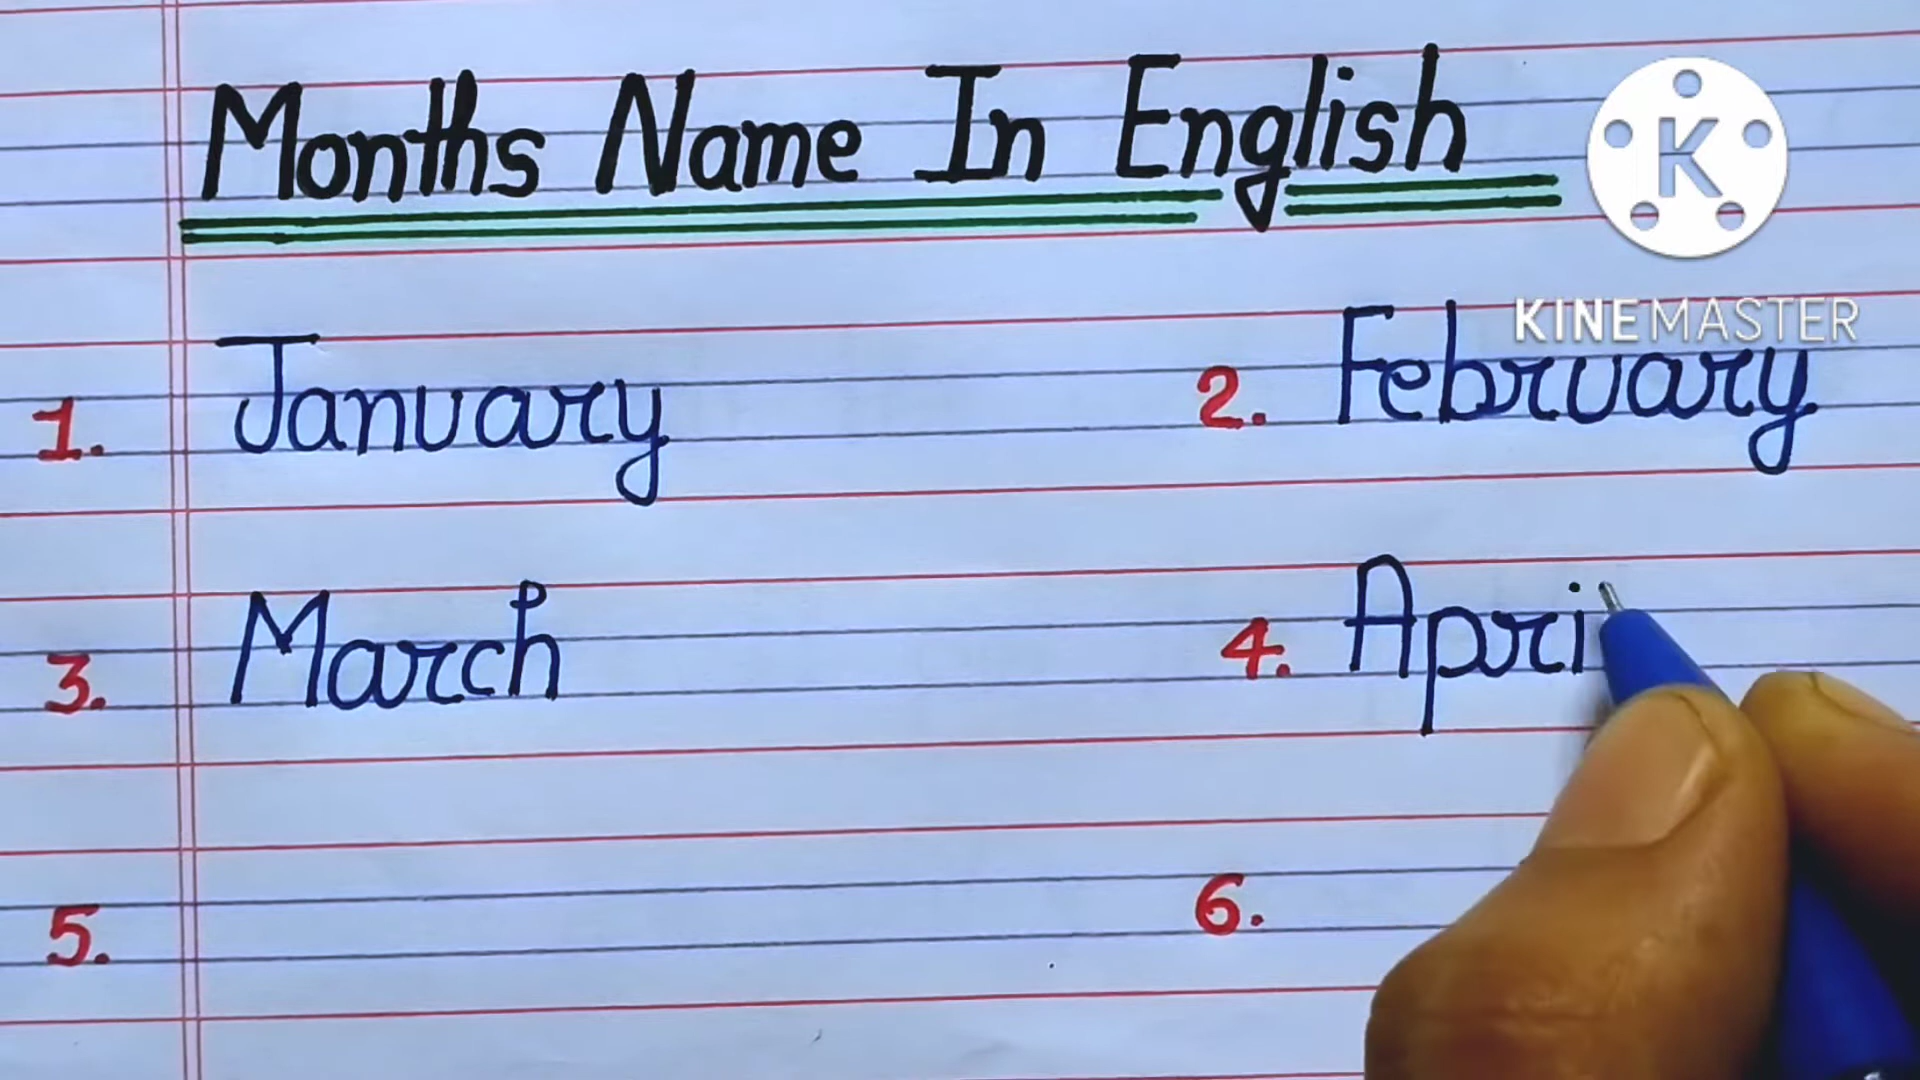 Months Name In English
K
KINEMASTER
1. January
2. February
3. March
4. Apri
5.
6.